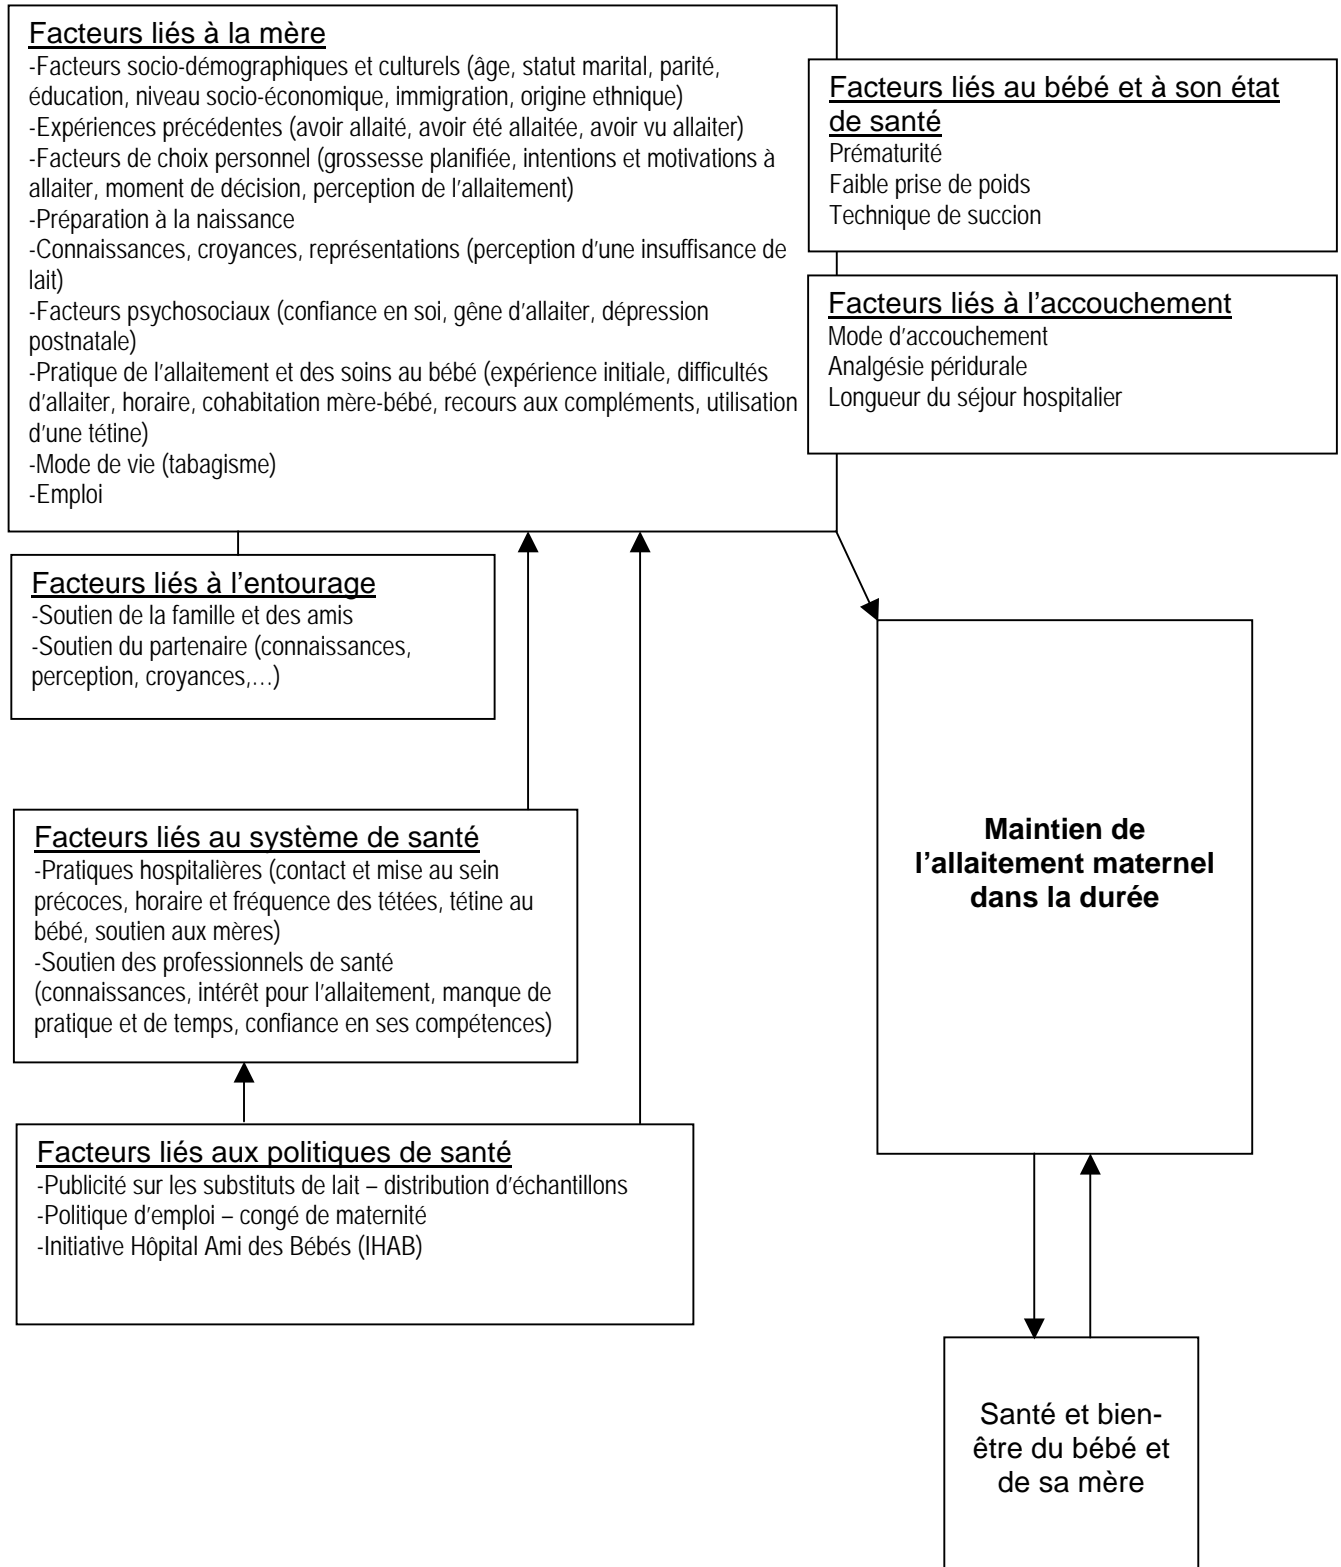 Facteurs liés à la mère
-Facteurs socio-démographiques et culturels (âge, statut marital, parité,
éducation, niveau socio-économique, immigration, origine ethnique)
-Expériences précédentes (avoir allaité, avoir été allaitée, avoir vu allaiter)
-Facteurs de choix personnel (grossesse planifiée, intentions et motivations à
allaiter, moment de décision, perception de l’allaitement)
-Préparation à la naissance
-Connaissances, croyances, représentations (perception d’une insuffisance de
lait)
-Facteurs psychosociaux (confiance en soi, gêne d’allaiter, dépression
postnatale)
-Pratique de l’allaitement et des soins au bébé (expérience initiale, difficultés
d’allaiter, horaire, cohabitation mère-bébé, recours aux compléments, utilisation
d’une tétine)
-Mode de vie (tabagisme)
-Emploi
Facteurs liés au bébé et à son état
de santé
Prématurité
Faible prise de poids
Technique de succion
Facteurs liés à l’accouchement
Mode d’accouchement
Analgésie péridurale
Longueur du séjour hospitalier
Facteurs liés à l’entourage
-Soutien de la famille et des amis
-Soutien du partenaire (connaissances,
perception, croyances,…)
Facteurs liés au système de santé
-Pratiques hospitalières (contact et mise au sein
précoces, horaire et fréquence des tétées, tétine au
bébé, soutien aux mères)
-Soutien des professionnels de santé
(connaissances, intérêt pour l’allaitement, manque de
pratique et de temps, confiance en ses compétences)
Maintien de
l’allaitement maternel
dans la durée
Facteurs liés aux politiques de santé
-Publicité sur les substituts de lait – distribution d’échantillons
-Politique d’emploi – congé de maternité
-Initiative Hôpital Ami des Bébés (IHAB)
Santé et bien-
être du bébé et
de sa mère